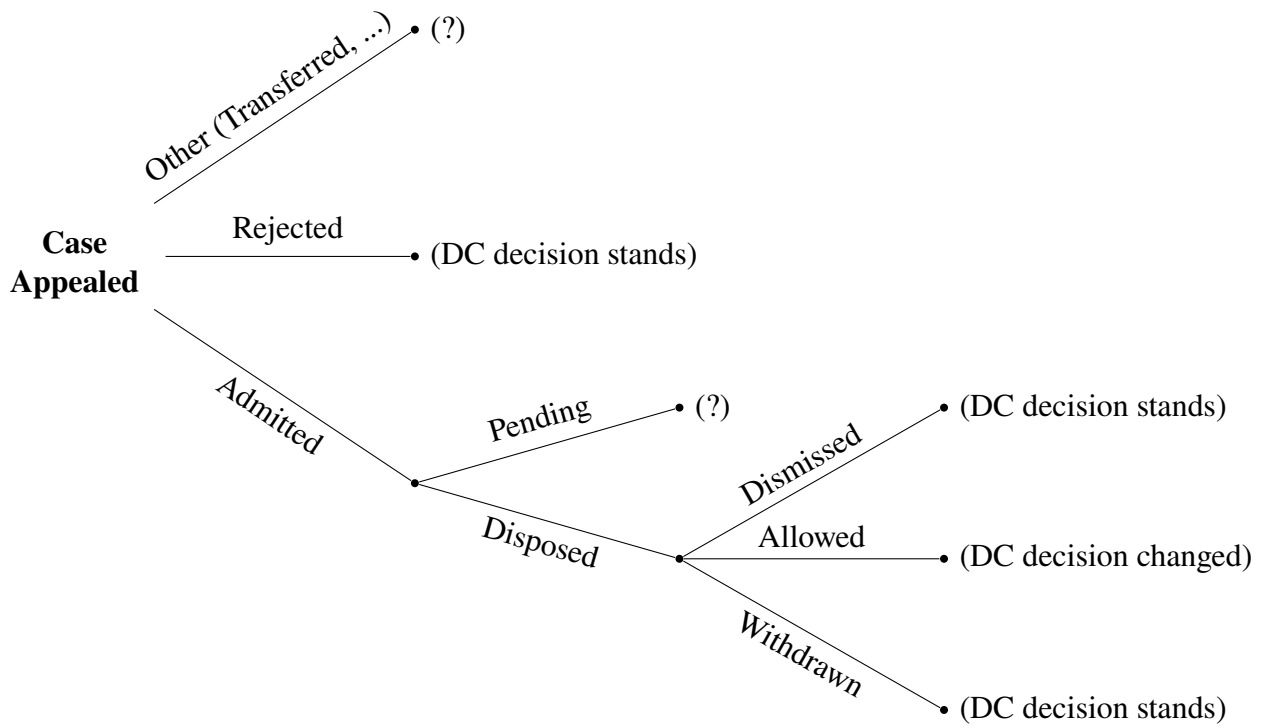 Other (Transferred, ...)
(?)
Rejected
(DC decision stands)
Case
Appealed
Admitted
Pending
(?)
Disposed
Dismissed
(DC decision stands)
Allowed
(DC decision changed)
Withdrawn
(DC decision stands)